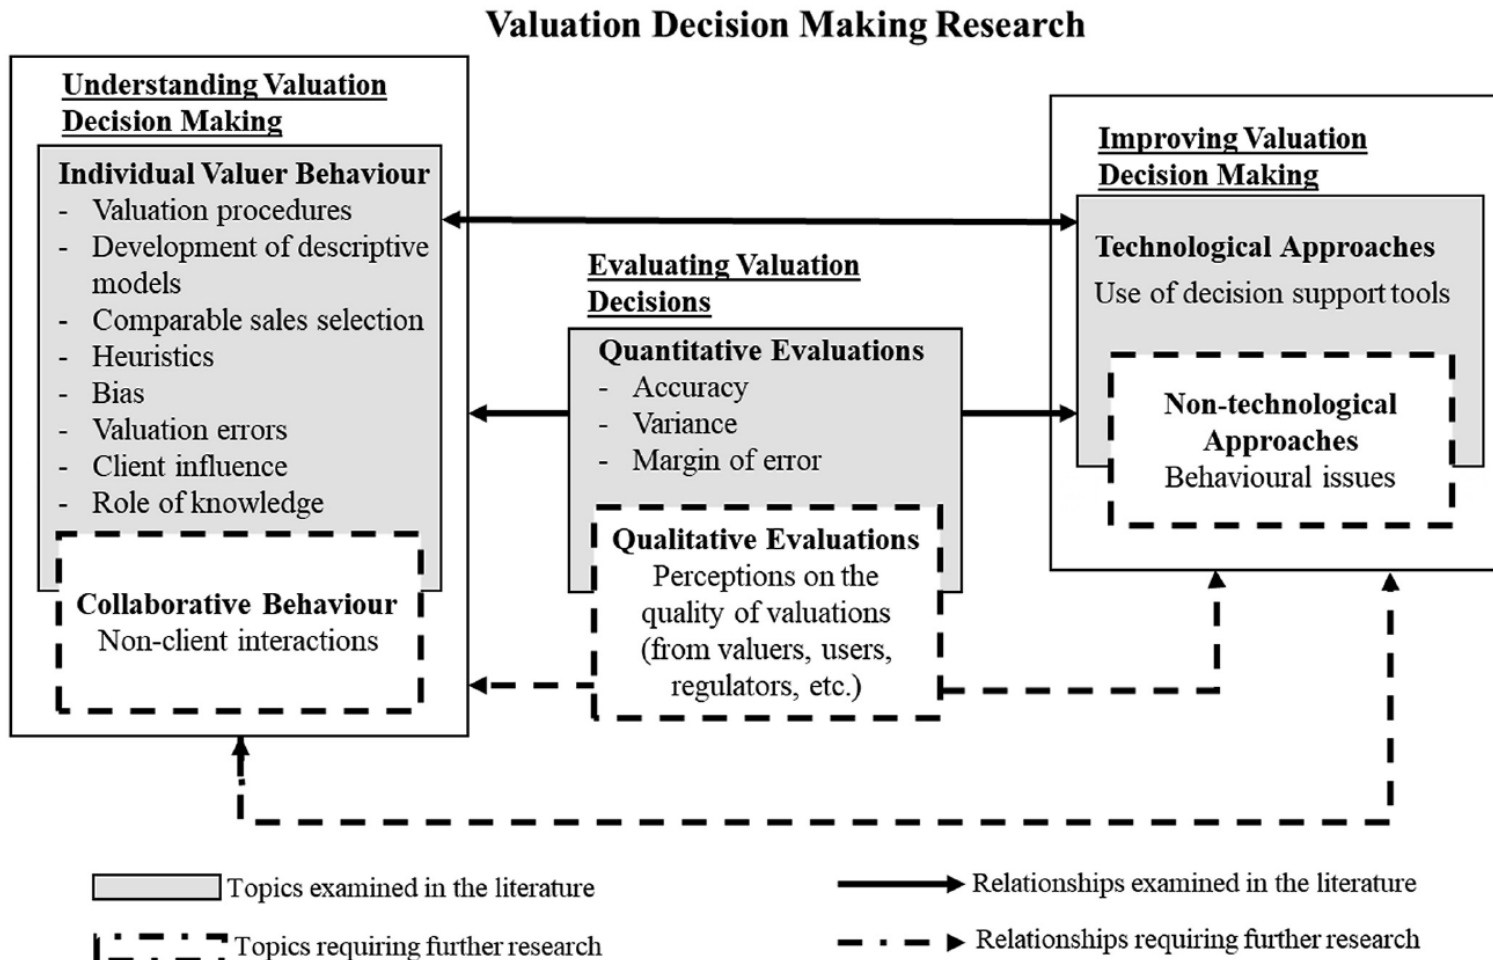 Valuation Decision Making Research
Understanding Valuation
Decision Making
Individual Valuer Behaviour
- Valuation procedures
- Development of descriptive
models
- Comparable sales selection
- Heuristics
- Bias
- Valuation errors
- Client influence
- Role of knowledge
Collaborative Behaviour
Non-client interactions
Evaluating Valuation
Decisions
Quantitative Evaluations
- Accuracy
- Variance
- Margin of error
Qualitative Evaluations
Perceptions on the
quality of valuations
(from valuers, users,
regulators, etc.)
Improving Valuation
Decision Making
Technological Approaches
Use of decision support tools
Non-technological
Approaches
Behavioural issues
Topics examined in the literature
Topics requiring further research
Relationships examined in the literature
Relationships requiring further research